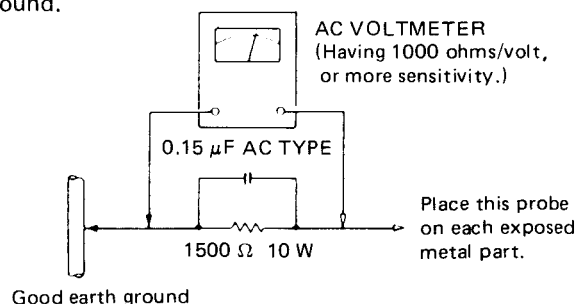 ound.
AC VOLTMETER
(Having 1000 ohms/volt,
or more sensitivity.)
0.15 μF AC TYPE
Place this probe
on each exposed
metal part.
1500 Ω 10 W
Good earth ground